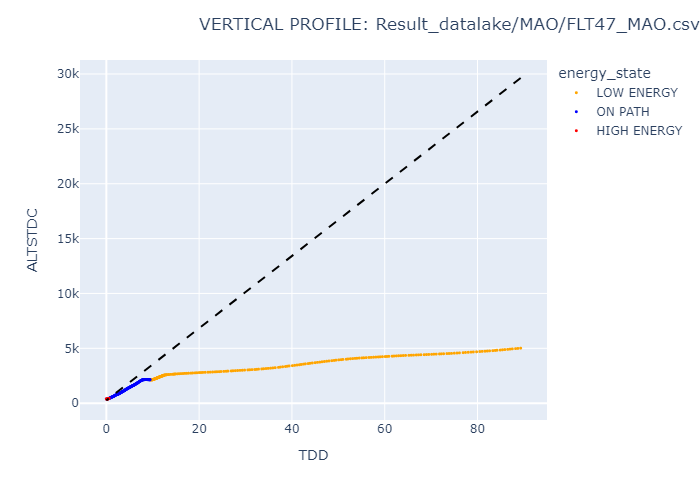 VERTICAL PROFILE: Result_datalake/MAO/FLT47_MAO.csv
energy_state
LOW ENERGY
ON PATH
HIGH ENERGY
ALTSTDC
30k
25k
20k
15k
10k
5k
0
0 20 40 60 80
TDD